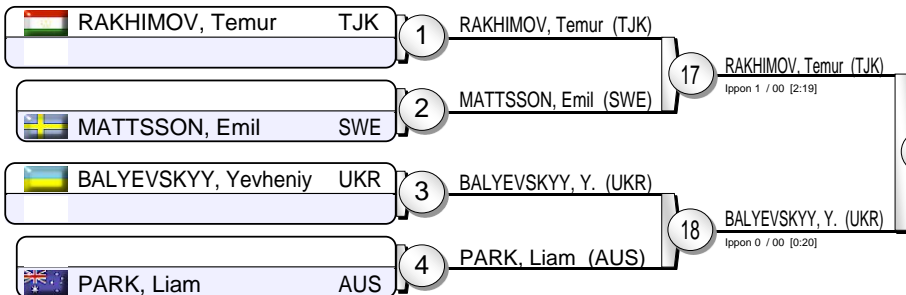 RAKHIMOV, Temur TJK
1
RAKHIMOV, Temur (TJK)
17
RAKHIMOV, Temur (TJK)
Ippon 1 / 00 [2:19]
MATTSSON, Emil SWE
2
MATTSSON, Emil (SWE)
BALYEVSKYY, Yevheniy UKR
3
BALYEVSKYY, Y. (UKR)
18
BALYEVSKYY, Y. (UKR)
Ippon 0 / 00 [0:20]
PARK, Liam AUS
4
PARK, Liam (AUS)